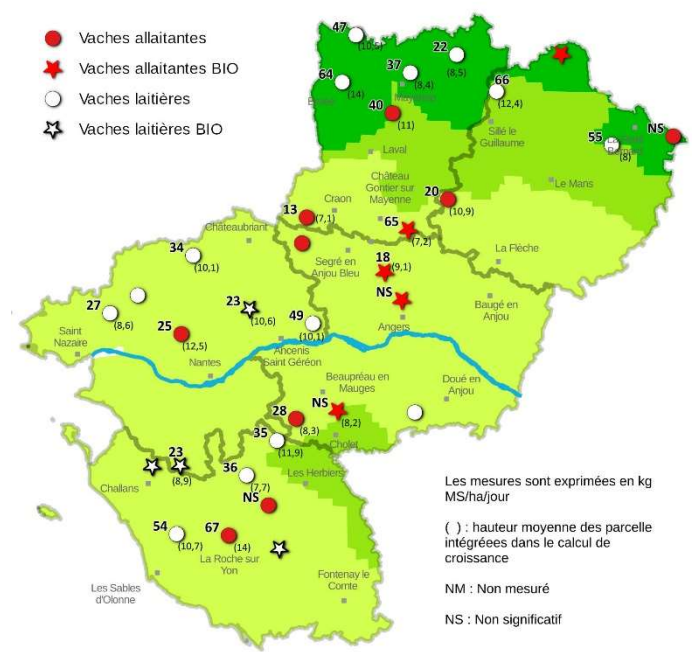 Vaches allaitantes
Vaches allaitantes BIO
Vaches laitières
Vaches laitières BIO
47
(10,5)
22
(8,5)
37
(8,4)
64
(14)
66
(12,4)
40
(11)
Sillé le
Guillaume
55
(8)
NS
Laval
Le Mans
Château
Gontier sur
Mayenne
Craon
20
(10,9)
13
(7,1)
65
(7,2)
Châteaubriant
La Flèche
34
(10,1)
Segré en
Anjou Bleu
18
(9,1)
NS
Baugé en
Anjou
27
(8,6)
23
(10,6)
49
(10,1)
Angers
Saint
Nazaire
25
(12,5)
Nantes
Ancenis
Saint Géréon
Beaupréau en
Mauges
Doué en
Anjou
28
(8,3)
NS
(8,2)
Cholet
35
(11,9)
23
(8,9)
36
(7,7)
Les Herbiers
Challans
NS
54
(10,7)
67
(14)
La Roche sur
Yon
Les Sables
d'Olonne
Fontenay le
Comte
Les mesures sont exprimées en kg
MS/ha/jour
( ) : hauteur moyenne des parcelle
intégréees dans le calcul de
croissance
NM : Non mesuré
NS : Non significatif